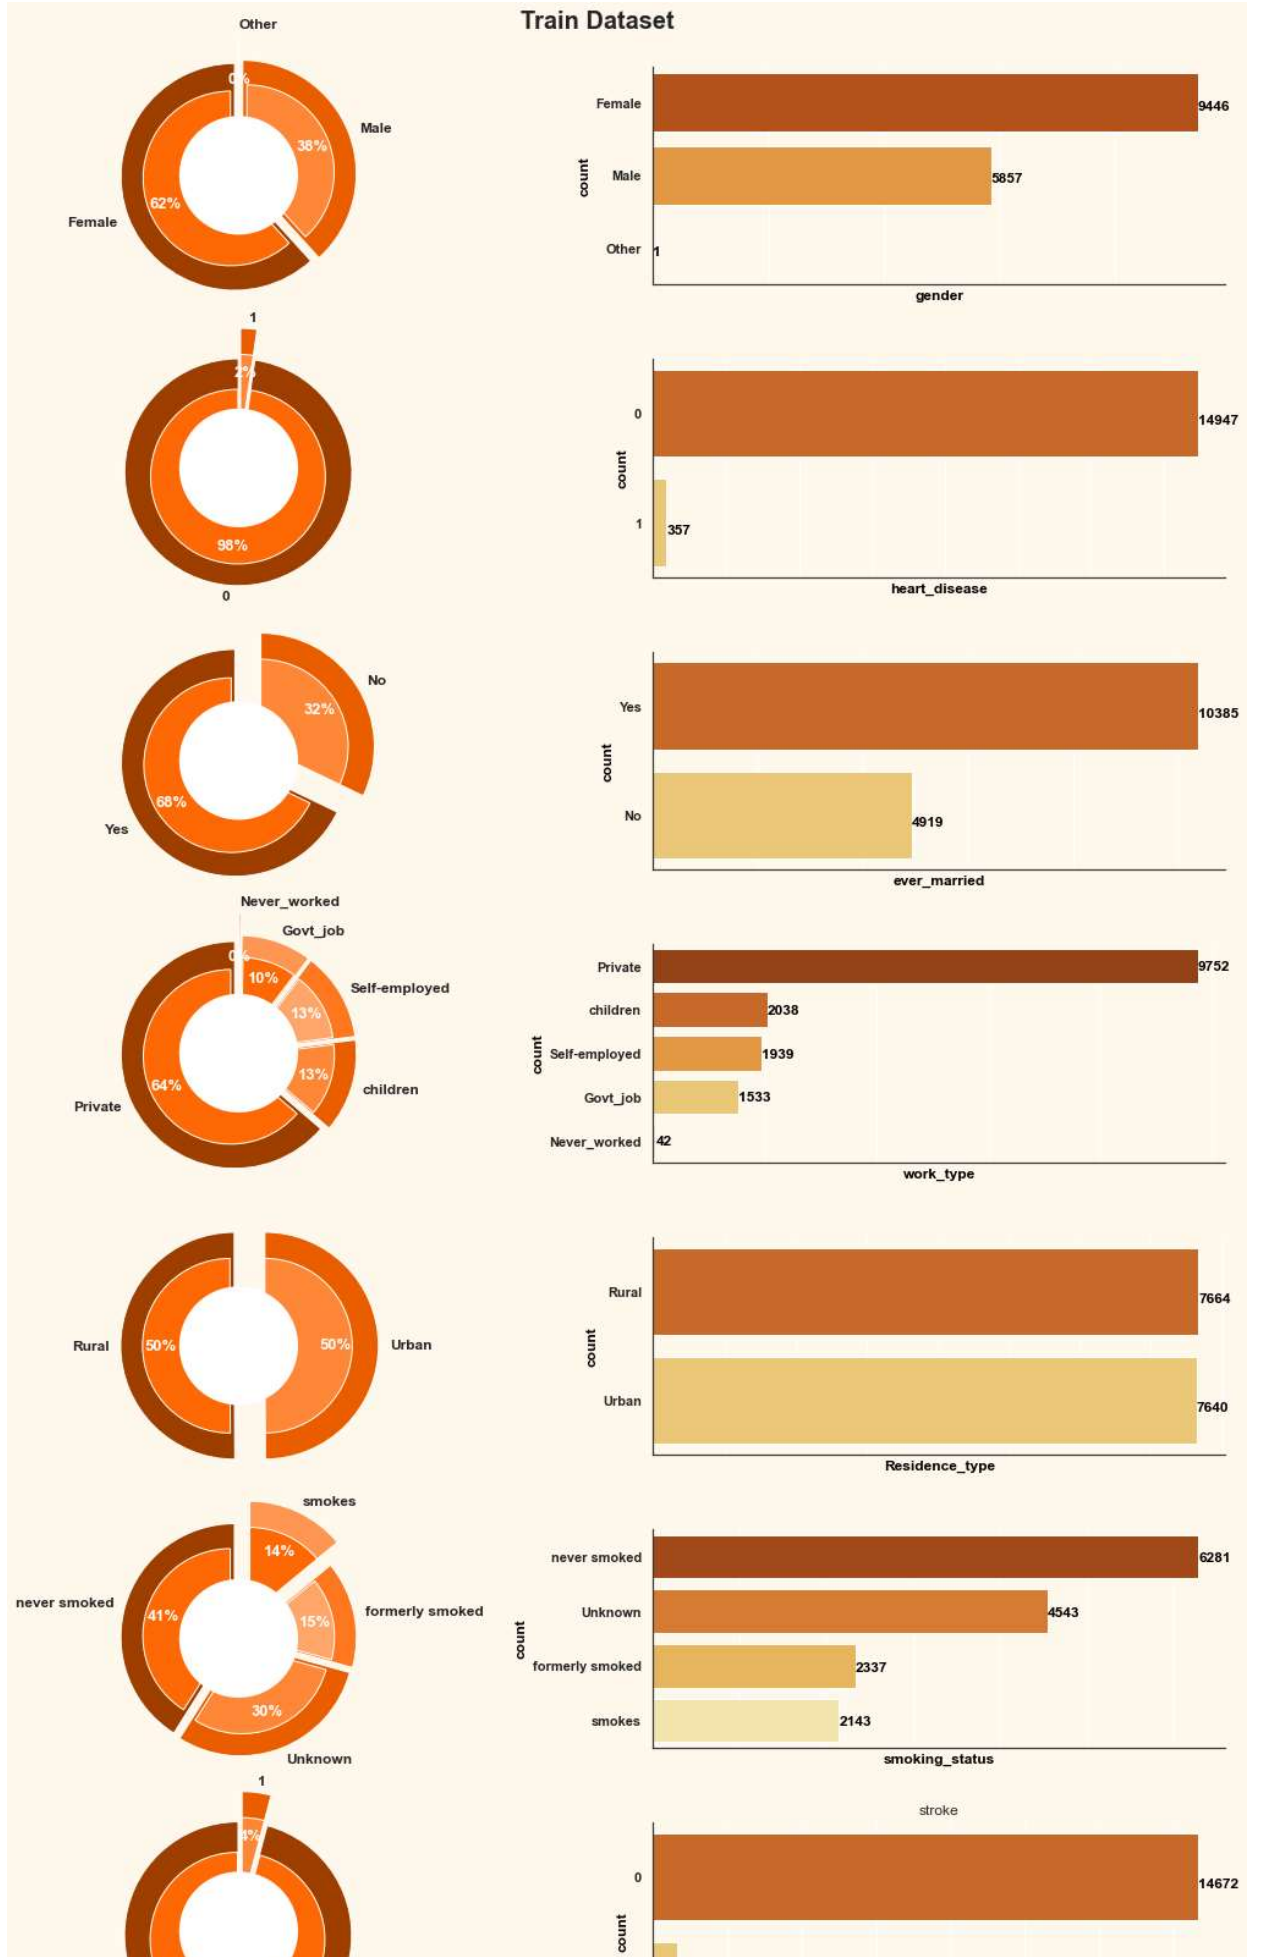 Train Dataset
Other
0%
Male
38%
62%
Female
Female
9446
count
Male
5857
Other
1
gender
1
2%
98%
0
0
14947
count
1
357
heart_disease
No
32%
68%
Yes
Yes
10385
count
No
4919
ever_married
Never_worked
Govt_job
0%
10%
Self-employed
13%
13%
children
64%
Private
Private
9752
children
2038
count
Self-employed
1939
Govt_job
1533
Never_worked
42
work_type
Rural
50%
50%
Urban
Rural
7664
count
Urban
7640
Residence_type
smokes
14%
never smoked
41%
15%
formerly smoked
30%
Unknown
never smoked
6281
Unknown
4543
count
formerly smoked
2337
smokes
2143
smoking_status
1
4%
stroke
0
14672
count